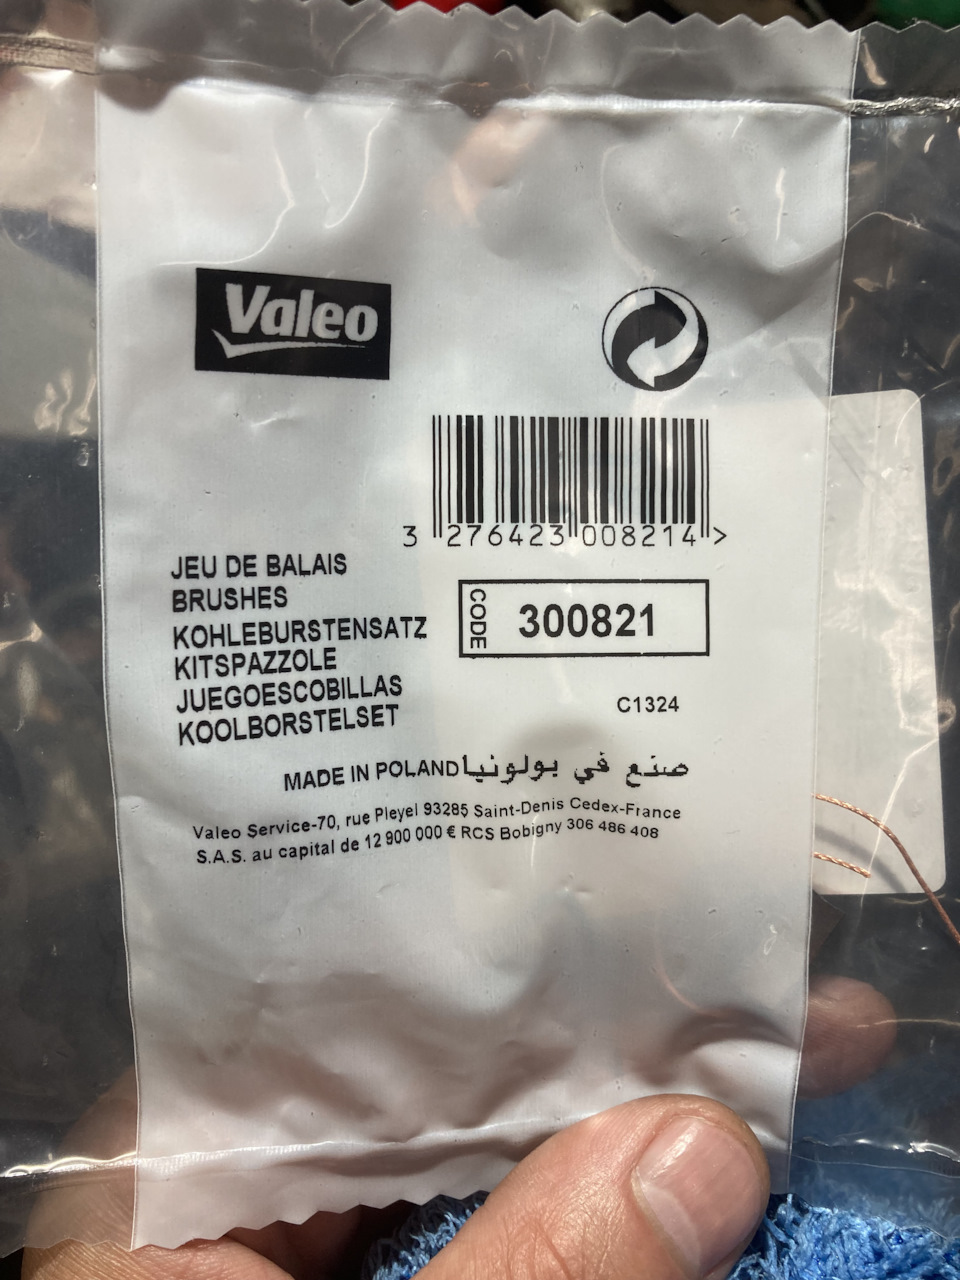 Valeo
3 276423 008214 >
JEU DE BALAIS
BRUSHES
KOHLEBURSTENSATZ
KITSPAZZOLE
JUEGOESCOBILLAS
KOOLBORSTELSET
CODE 300821
C1324
MADE IN POLAND صنع في بولونيا
Valeo Service-70, rue Pleyel 93285 Saint-Denis Cedex-France
S.A.S. au capital de 12 900 000 € RCS Bobigny 306 486 408